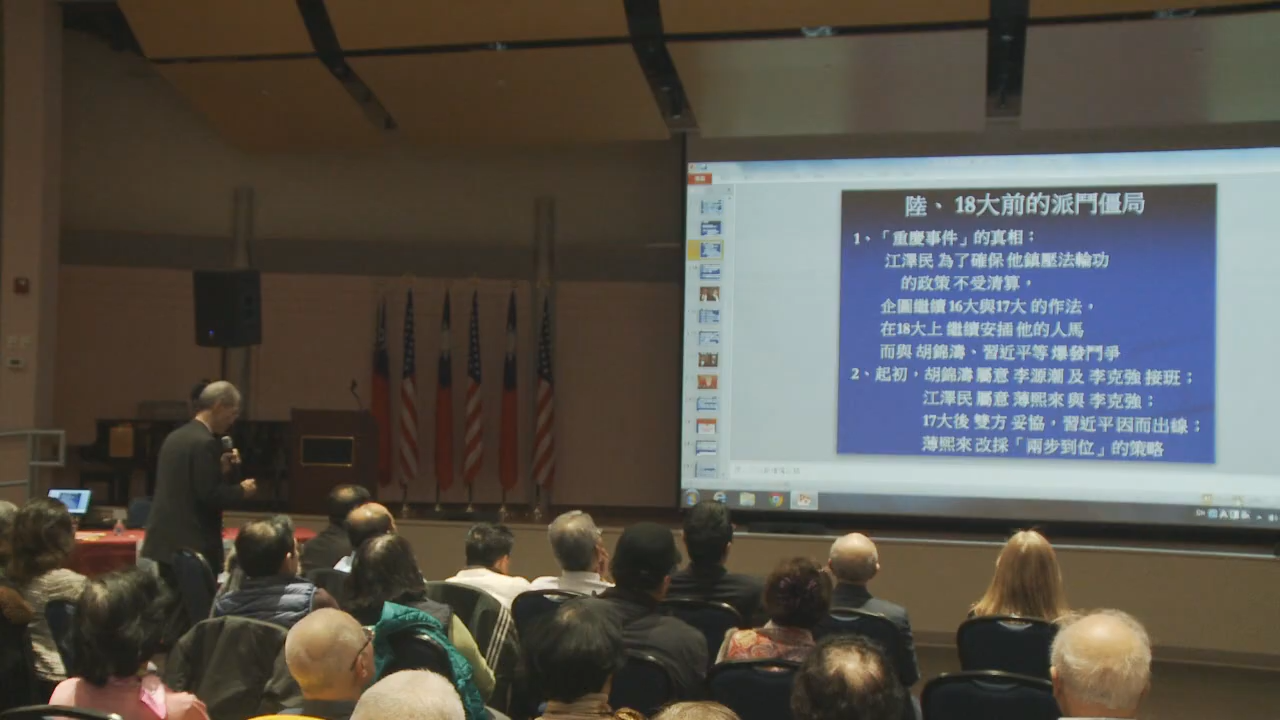 陸、18大前的派鬥僵局
1、「重慶事件」的真相：
江澤民 為了確保 他鎮壓法輪功
的政策 不受清算，
企圖繼續 16大與17大 的作法，
在18大上 繼續安插 他的人馬
而與 胡錦濤、習近平等 爆發鬥爭
2、起初，胡錦濤 屬意 李源潮 及 李克強 接班；
江澤民 屬意 薄熙來 與 李克強；
17大後 雙方 妥協，習近平 因而出線；
薄熙來 改採「兩步到位」的策略